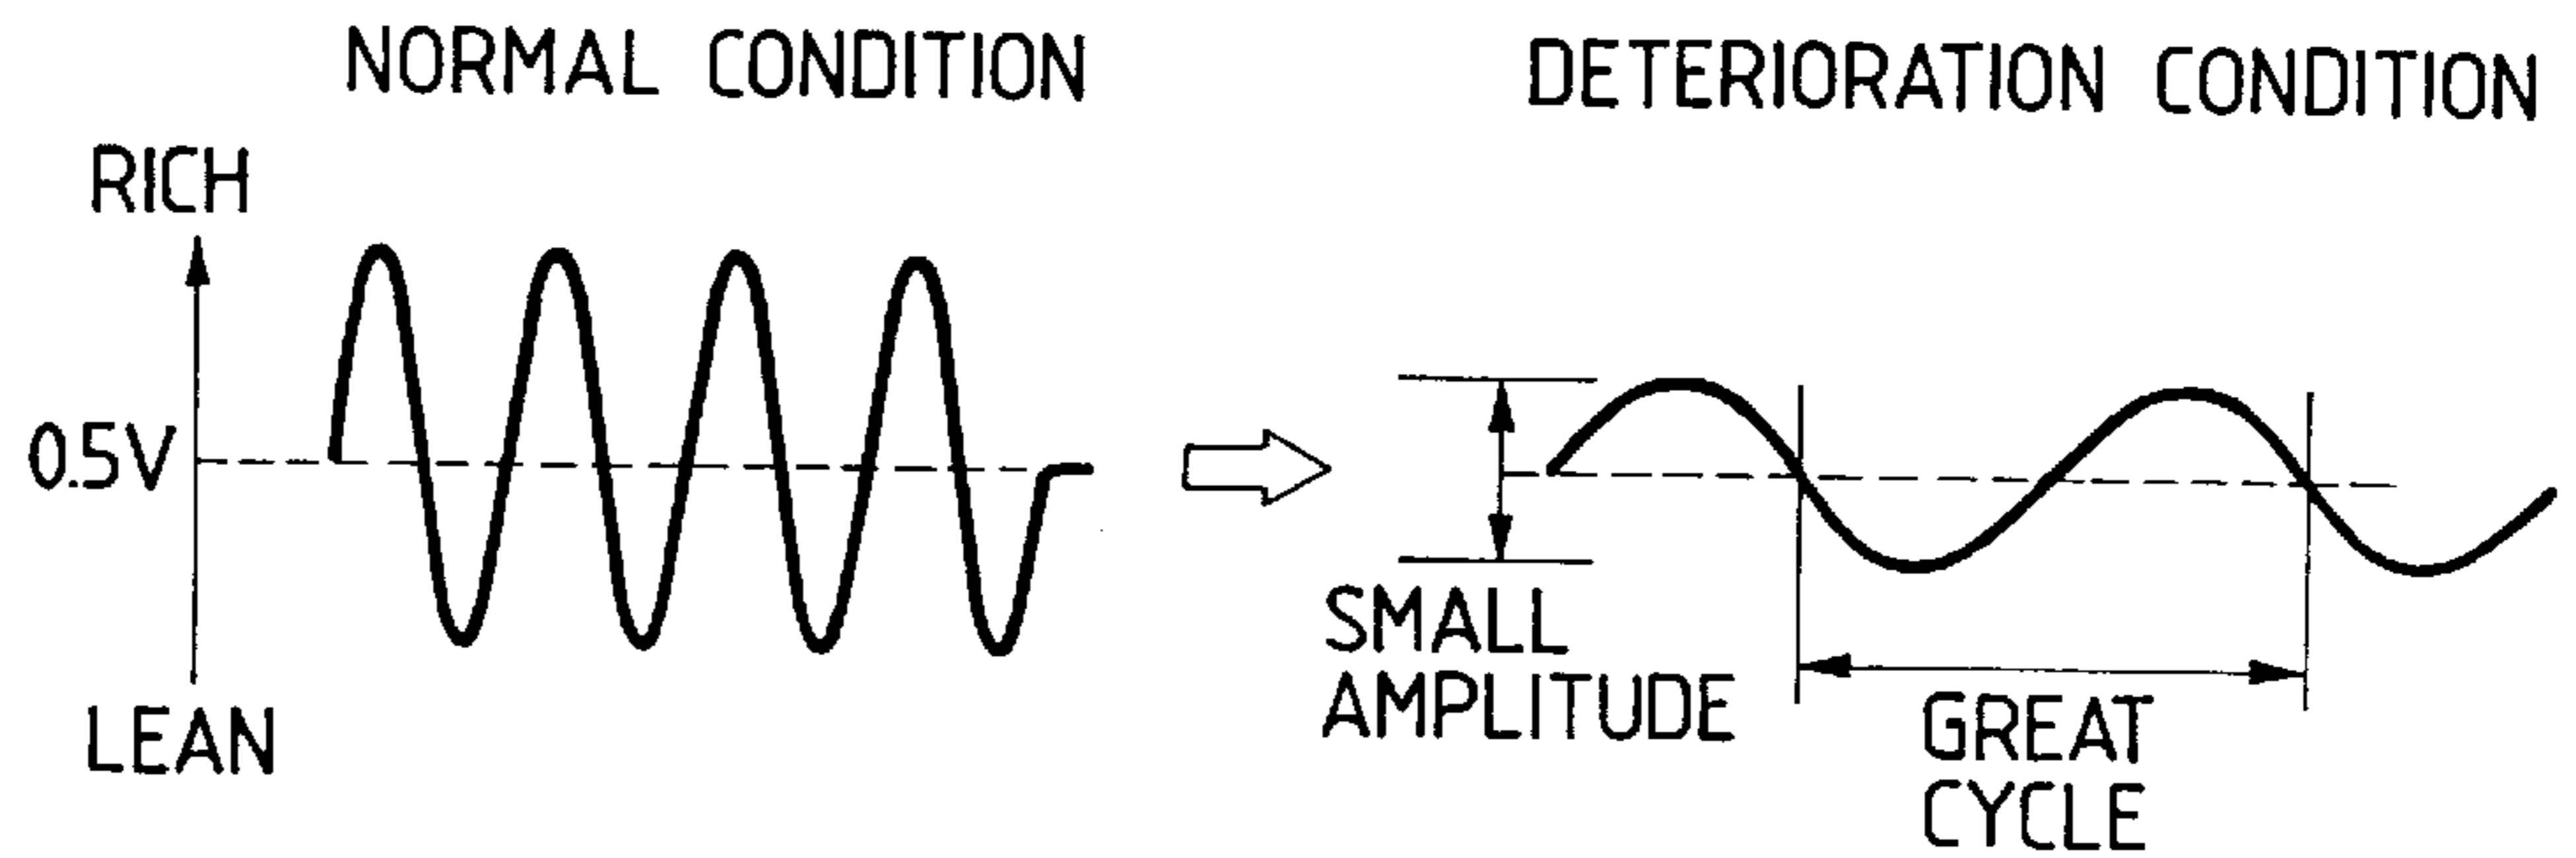 NORMAL CONDITION
DETERIORATION CONDITION
RICH
0.5V
LEAN
SMALL
AMPLITUDE
GREAT
CYCLE